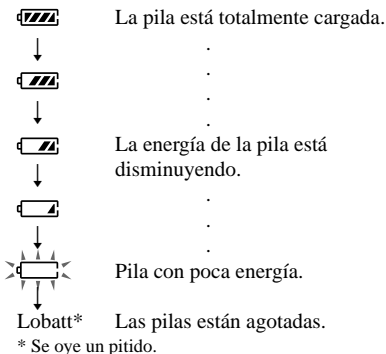 La pila está totalmente cargada.
.
.
.
.
La energía de la pila está
disminuyendo.
.
.
.
Pila con poca energía.
Lobatt* Las pilas están agotadas.
* Se oye un pitido.